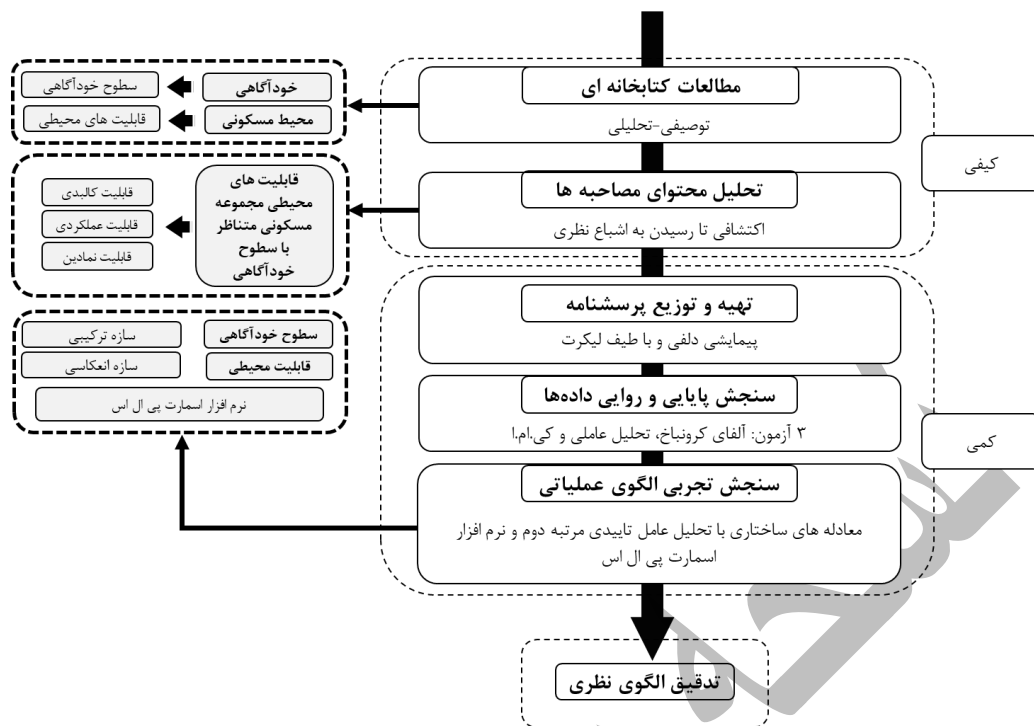 مطالعات کتابخانه ای
توصیفی-تحلیلی
خودآگاهی
سطوح خودآگاهی
محیط مسکونی
قابلیت های محیطی
کیفی
تحلیل محتوای مصاحبه ها
اکتشافی تا رسیدن به اشباع نظری
قابلیت های
محیطی مجموعه
مسکونی متناظر
با سطوح
خودآگاهی
قابلیت کالبدی
قابلیت عملکردی
قابلیت نمادین
تهیه و توزیع پرسشنامه
پیمایشی دلفی و با طیف لیکرت
سطوح خودآگاهی
سازه ترکیبی
قابلیت محیطی
سازه انعکاسی
نرم افزار اسمارت پی ال اس
سنجش پایایی و روایی داده‌ها
۳ آزمون: آلفای کرونباخ، تحلیل عاملی و کی.ام.ا
کمی
سنجش تجربی الگوی عملیاتی
معادله های ساختاری با تحلیل عامل تاییدی مرتبه دوم و نرم افزار
اسمارت پی ال اس
تدقیق الگوی نظری